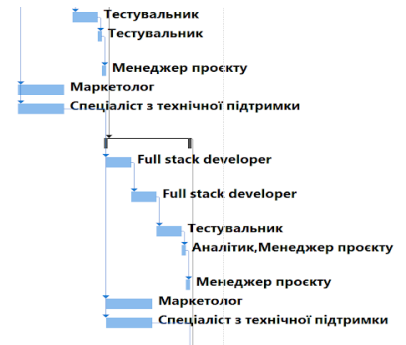 Тестувальник
Тестувальник
Менеджер проєкту
Маркетолог
Спеціаліст з технічної підтримки
Full stack developer
Full stack developer
Тестувальник
Аналітик,Менеджер проєкту
Менеджер проєкту
Маркетолог
Спеціаліст з технічної підтримки